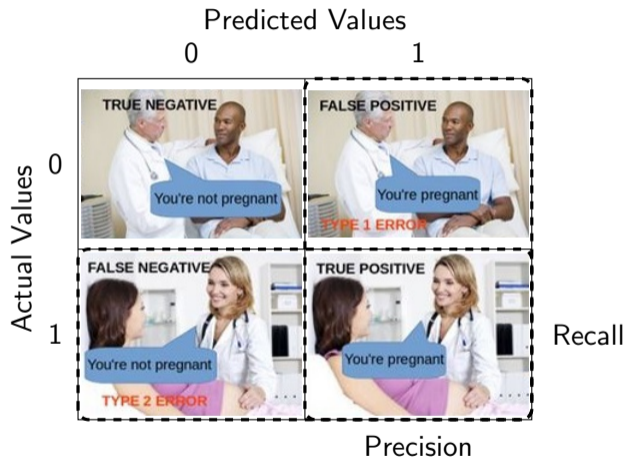 Predicted Values
0 1
TRUE NEGATIVE FALSE POSITIVE
Actual Values
0
You're not pregnant You're pregnant
TYPE 1 ERROR
FALSE NEGATIVE TRUE POSITIVE
1
Recall
You're not pregnant You're pregnant
TYPE 2 ERROR
Precision